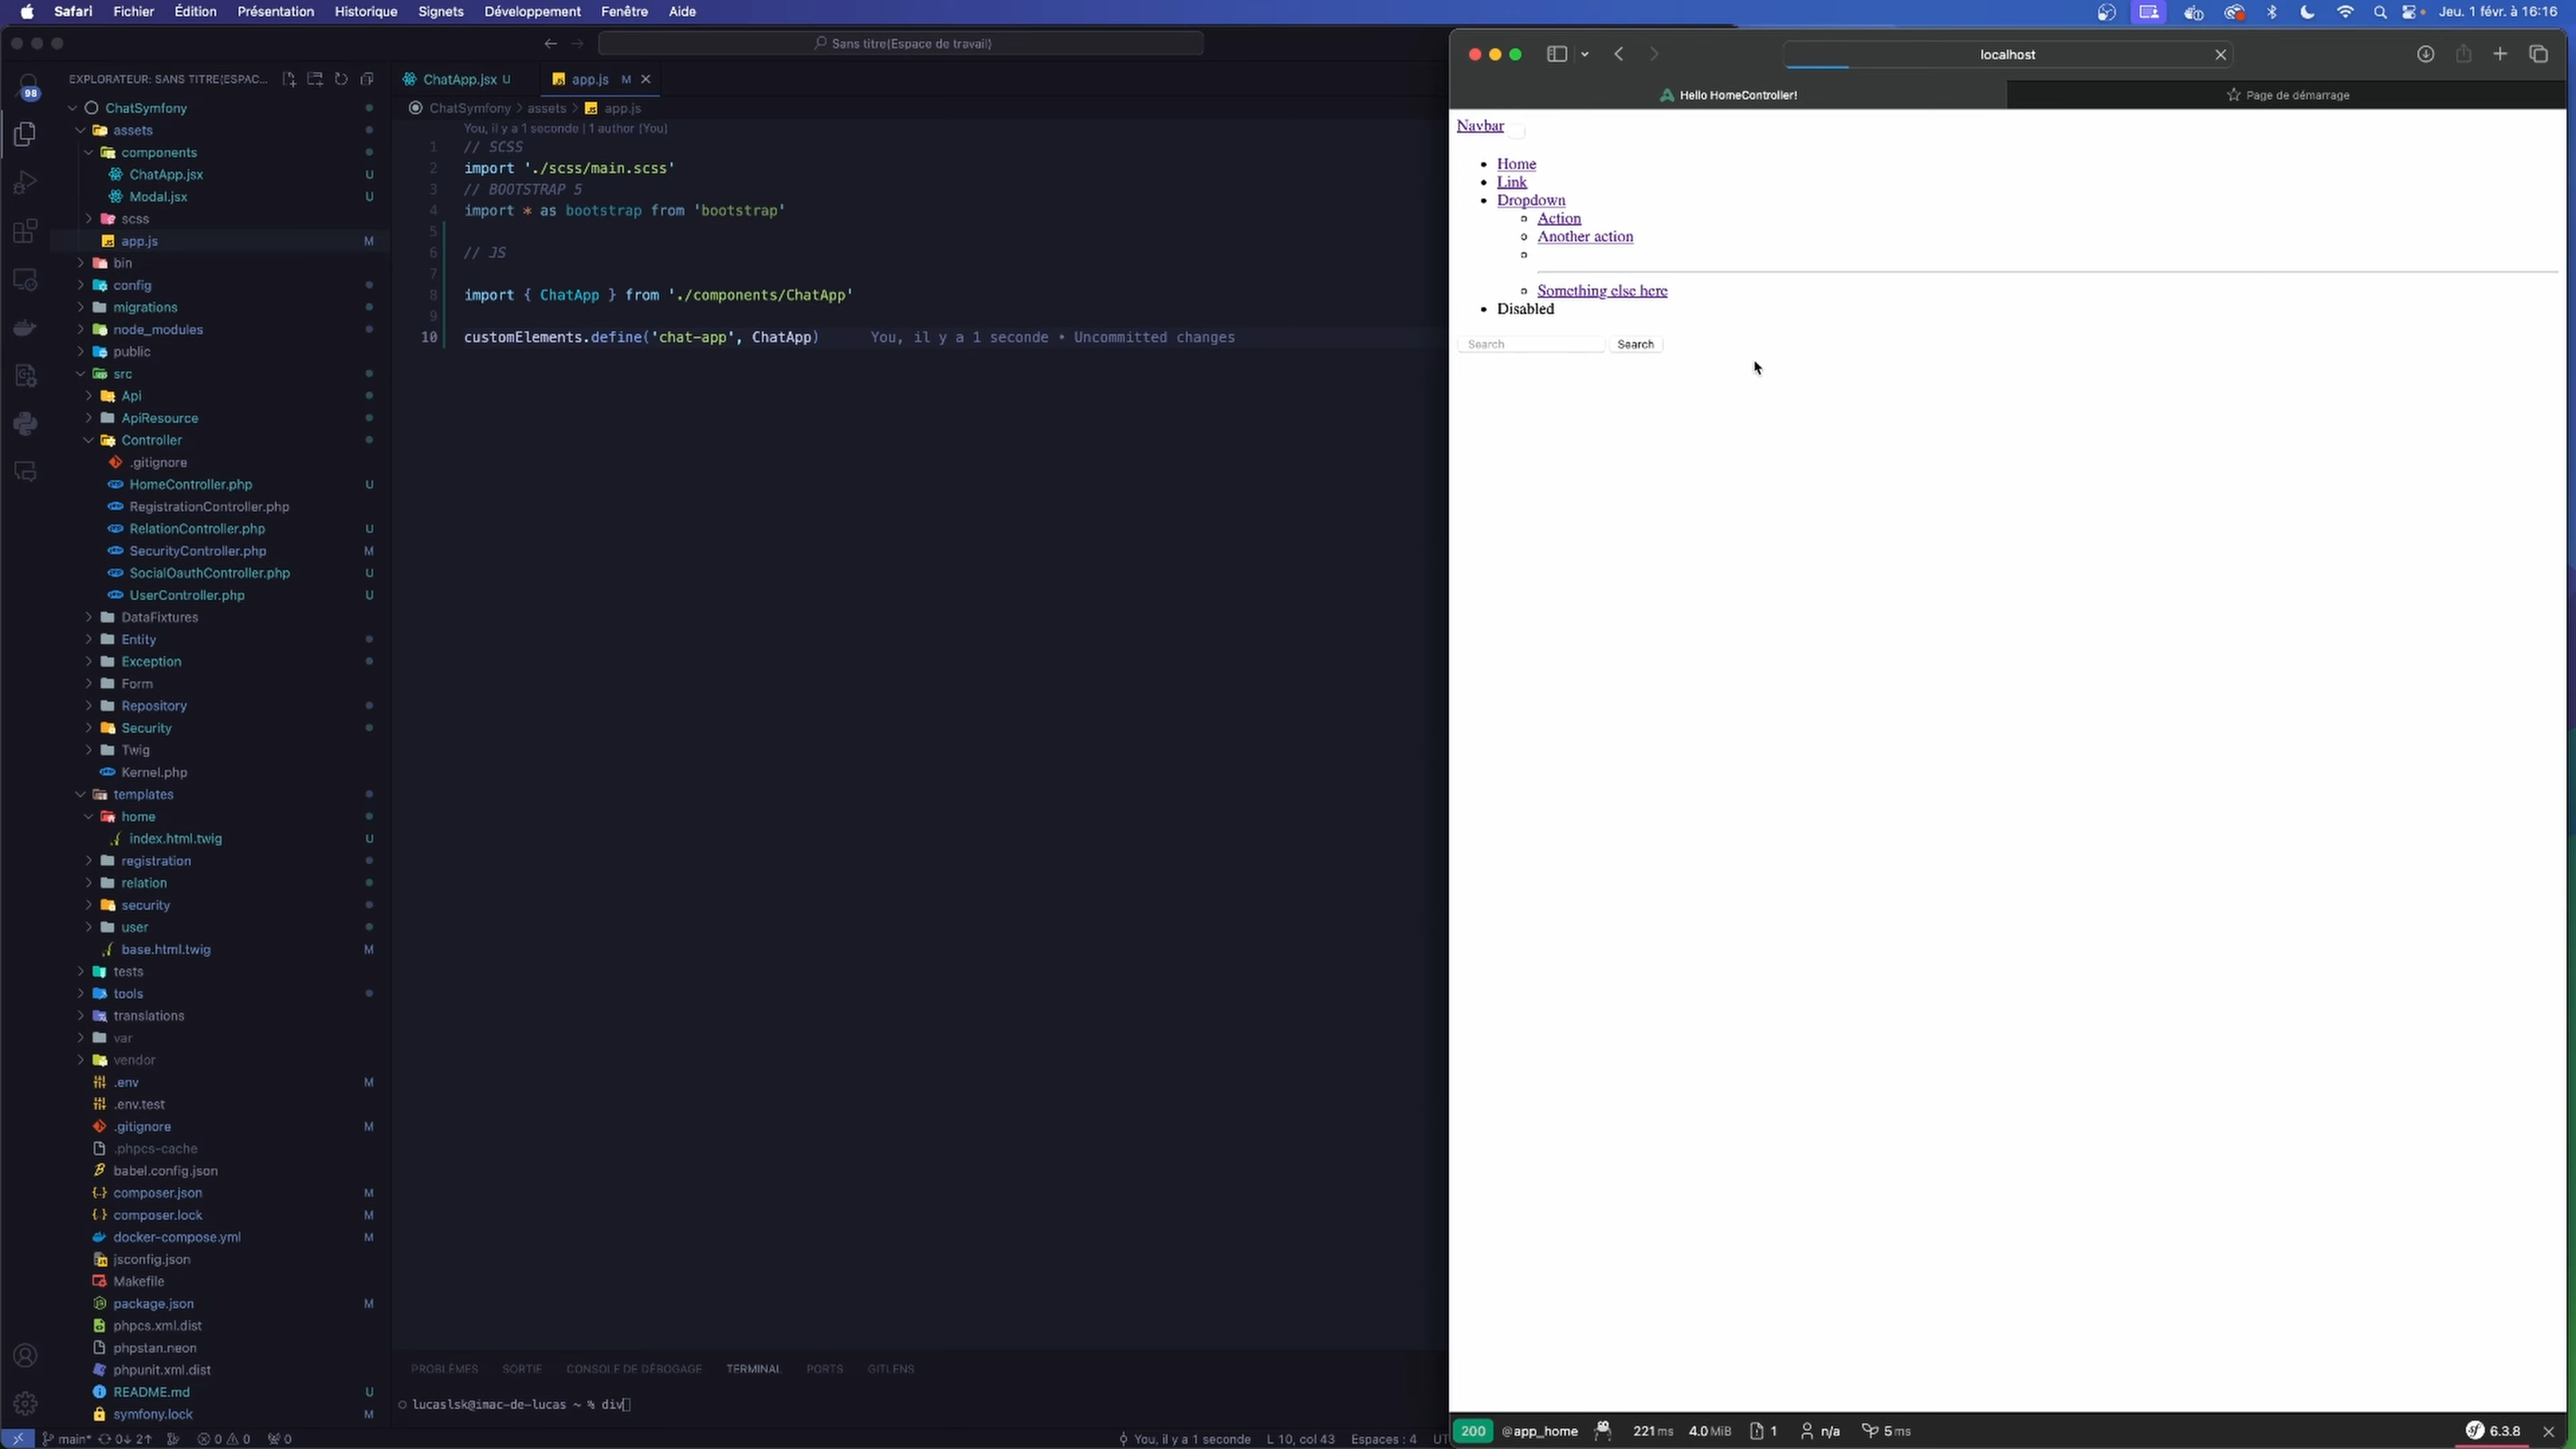 Safari Fichier Édition Présentation Historique Signets Développement Fenêtre Aide Jeu. 1 févr. à 16:16
Sans titre (Espace de travail)
98
EXPLORATEUR: SANS TITRE (ESPAC...
ChatSymfony
assets
components
ChatApp.jsx U
Modal.jsx U
scss
app.js M
bin
config
migrations
node_modules
public
src
Api
ApiResource
Controller
.gitignore
HomeController.php U
RegistrationController.php
RelationController.php U
SecurityController.php M
SocialOauthController.php U
UserController.php U
DataFixtures
Entity
Exception
Form
Repository
Security
Twig
Kernel.php
templates
home
index.html.twig U
registration
relation
security
user
base.html.twig M
tests
tools
translations
var
vendor
.env M
.env.test
.gitignore M
.phpcs-cache
babel.config.json
composer.json M
composer.lock M
docker-compose.yml M
jsconfig.json
Makefile
package.json M
phpcs.xml.dist
phpstan.neon
phpunit.xml.dist
README.md U
symfony.lock M
ChatApp.jsx U app.js M
ChatSymfony > assets > app.js
You, il y a 1 seconde | 1 author (You)
1 // SCSS
2 import './scss/main.scss'
3 // BOOTSTRAP 5
4 import * as bootstrap from 'bootstrap'
5
6 // JS
7
8 import { ChatApp } from './components/ChatApp'
9
10 customElements.define('chat-app', ChatApp) You, il y a 1 seconde • Uncommitted changes
PROBLÈMES SORTIE CONSOLE DE DÉBOGAGE TERMINAL PORTS GITLENS
lucaslsk@imac-de-lucas ~ % div
main* 0↓ 2↑ 0 0 0 You, il y a 1 seconde L 10, col 43 Espaces : 4 UT
localhost
Hello HomeController! Page de démarrage
Navbar
Home
Link
Dropdown
Action
Another action
Something else here
Disabled
Search Search
200 @app_home 221 ms 4.0 MiB 1 n/a 5 ms sf 6.3.8